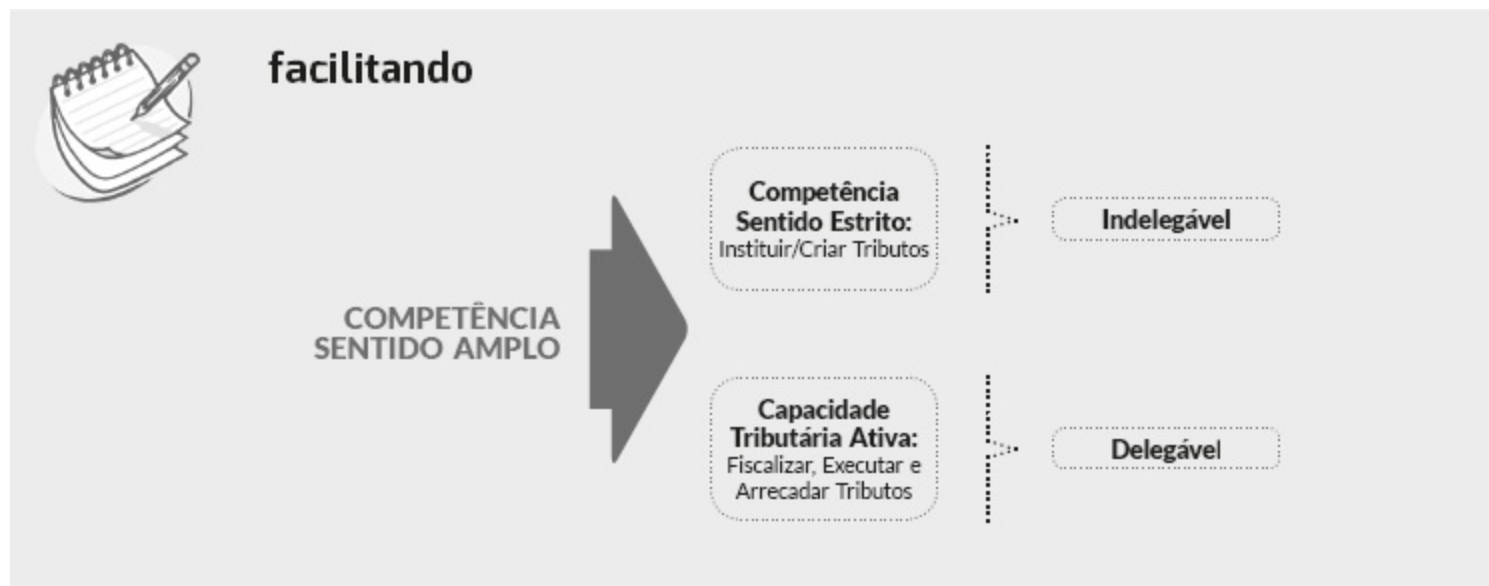 facilitando
COMPETÊNCIA
SENTIDO AMPLO
Competência
Sentido Estrito:
Instituir/Criar Tributos
Indelegável
Capacidade
Tributária Ativa:
Fiscalizar, Executar e
Arrecadar Tributos
Delegável